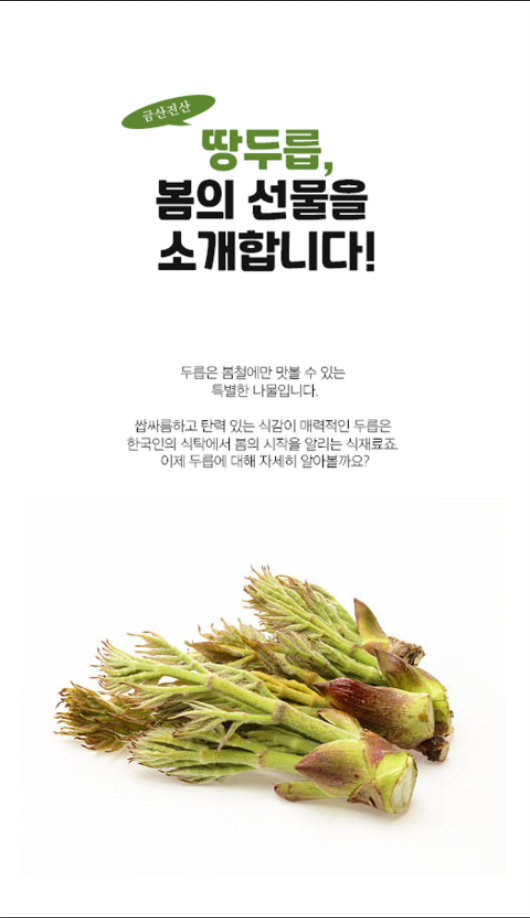 금산진산
땅두릅,
봄의 선물을
소개합니다!
두릅은 봄철에만 맛볼 수 있는
특별한 나물입니다.
쌉싸름하고 탄력 있는 식감이 매력적인 두릅은
한국인의 식탁에서 봄의 시작을 알리는 식재료죠.
이제 두릅에 대해 자세히 알아볼까요?